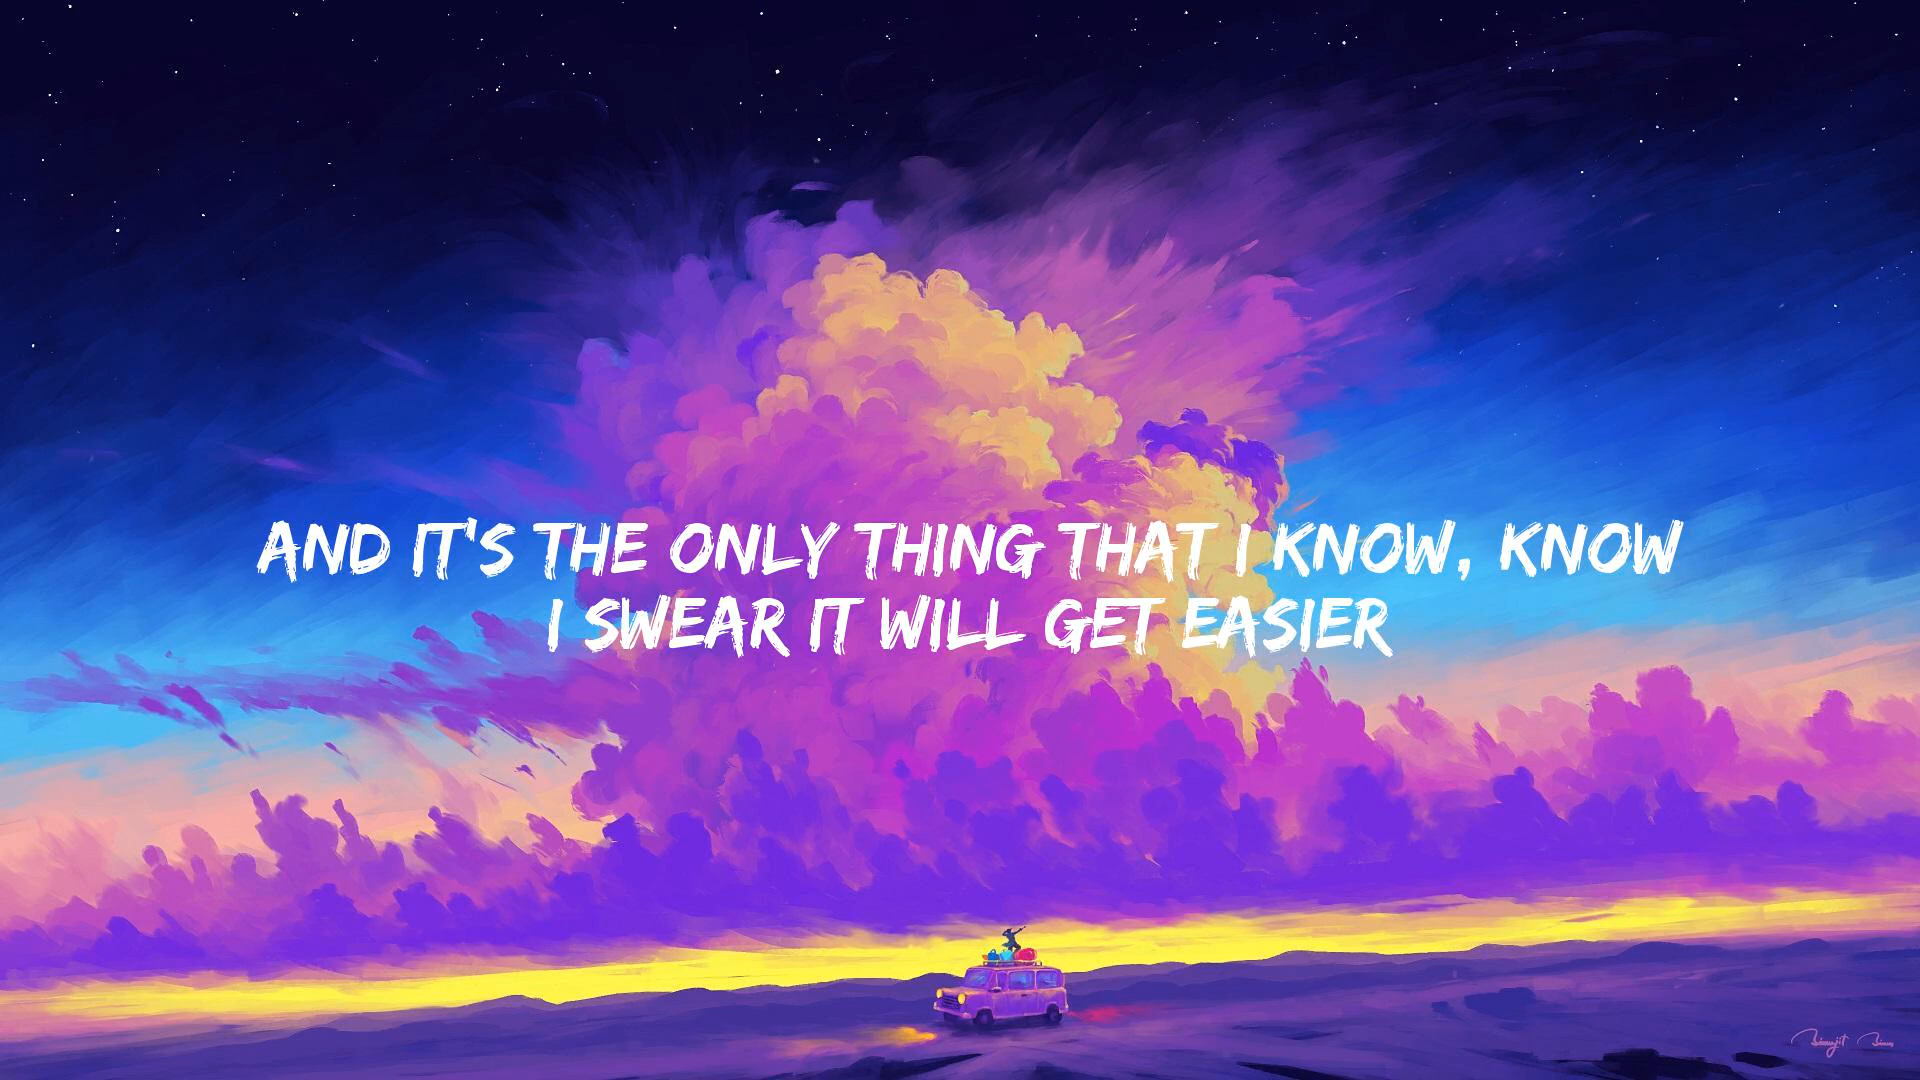 AND IT'S THE ONLY THING THAT I KNOW, KNOW
I SWEAR IT WILL GET EASIER